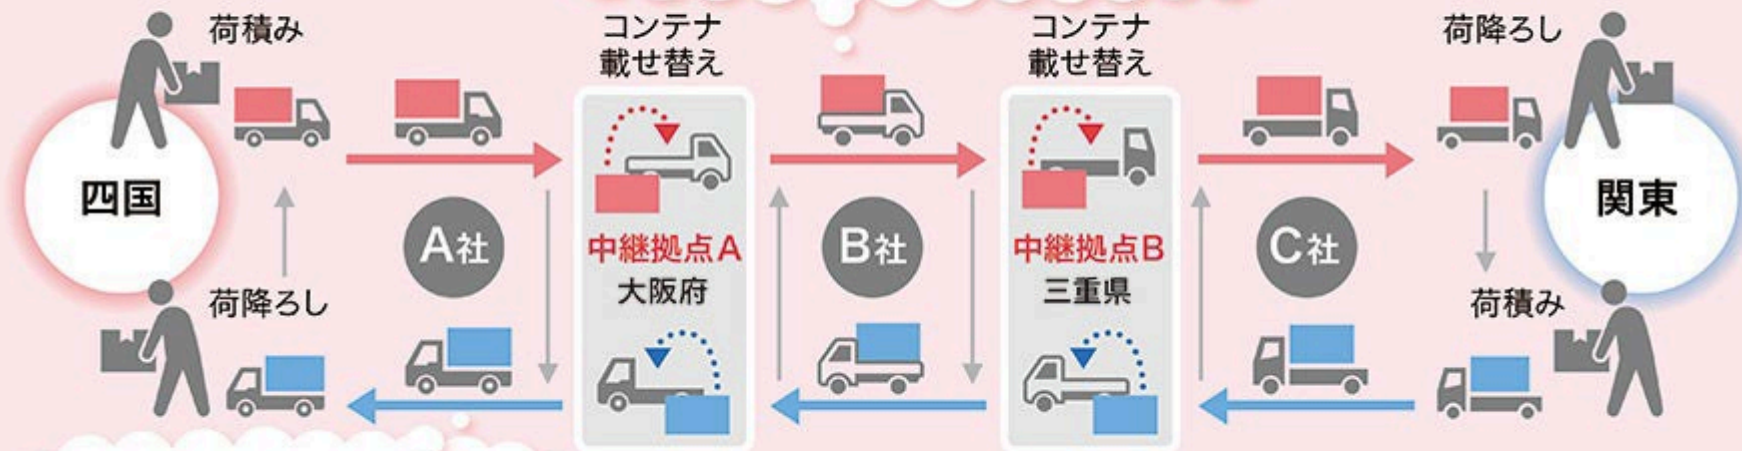 荷積み
コンテナ
載せ替え
コンテナ
載せ替え
荷降ろし
四国
A社
中継拠点A
大阪府
B社
中継拠点B
三重県
C社
関東
荷降ろし
荷積み